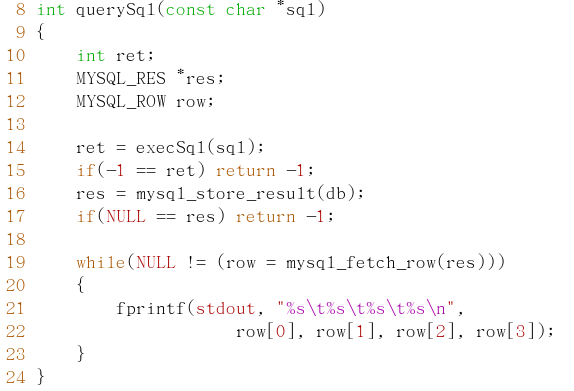 8 int querySql(const char *sql)
9 {
10     int ret;
11     MYSQL_RES *res;
12     MYSQL_ROW row;
13
14     ret = execSql(sql);
15     if(-1 == ret) return -1;
16     res = mysql_store_result(db);
17     if(NULL == res) return -1;
18
19     while(NULL != (row = mysql_fetch_row(res)))
20     {
21         fprintf(stdout, "%s\t%s\t%s\t%s\n",
22                     row[0], row[1], row[2], row[3]);
23     }
24 }